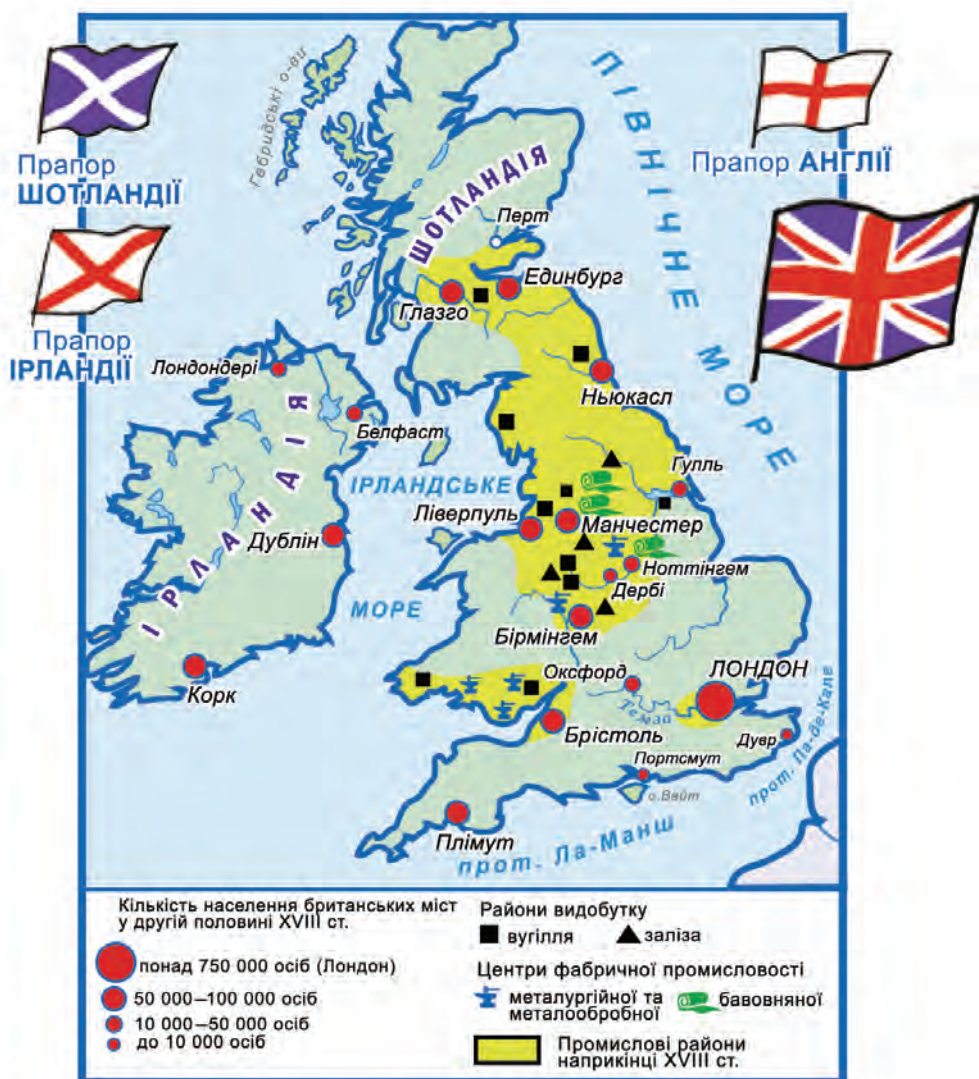 Прапор
ШОТЛАНДІЇ
Прапор
ІРЛАНДІЇ
Прапор АНГЛІЇ
Гебридські о-ви
ПІВНІЧНЕ МОРЕ
ШОТЛАНДІЯ
Перт
Единбург
Глазго
Лондондері
Ньюкасл
Белфаст
ІРЛАНДІЯ
ІРЛАНДСЬКЕ
МОРЕ
Гулль
Ліверпуль
Манчестер
Дублін
Ноттінгем
Дербі
Бірмінгем
Корк
Оксфорд
ЛОНДОН
Темза
Брістоль
Дувр
Портсмут
о.Вайт
прот. Па-де-Кале
Плімут
прот. Ла-Манш
Кількість населення британських міст
у другій половині XVIII ст.
понад 750 000 осіб (Лондон)
50 000–100 000 осіб
10 000–50 000 осіб
до 10 000 осіб
Райони видобутку
вугілля
заліза
Центри фабричної промисловості
металургійної та
металообробної
бавовняної
Промислові райони
наприкінці XVIII ст.